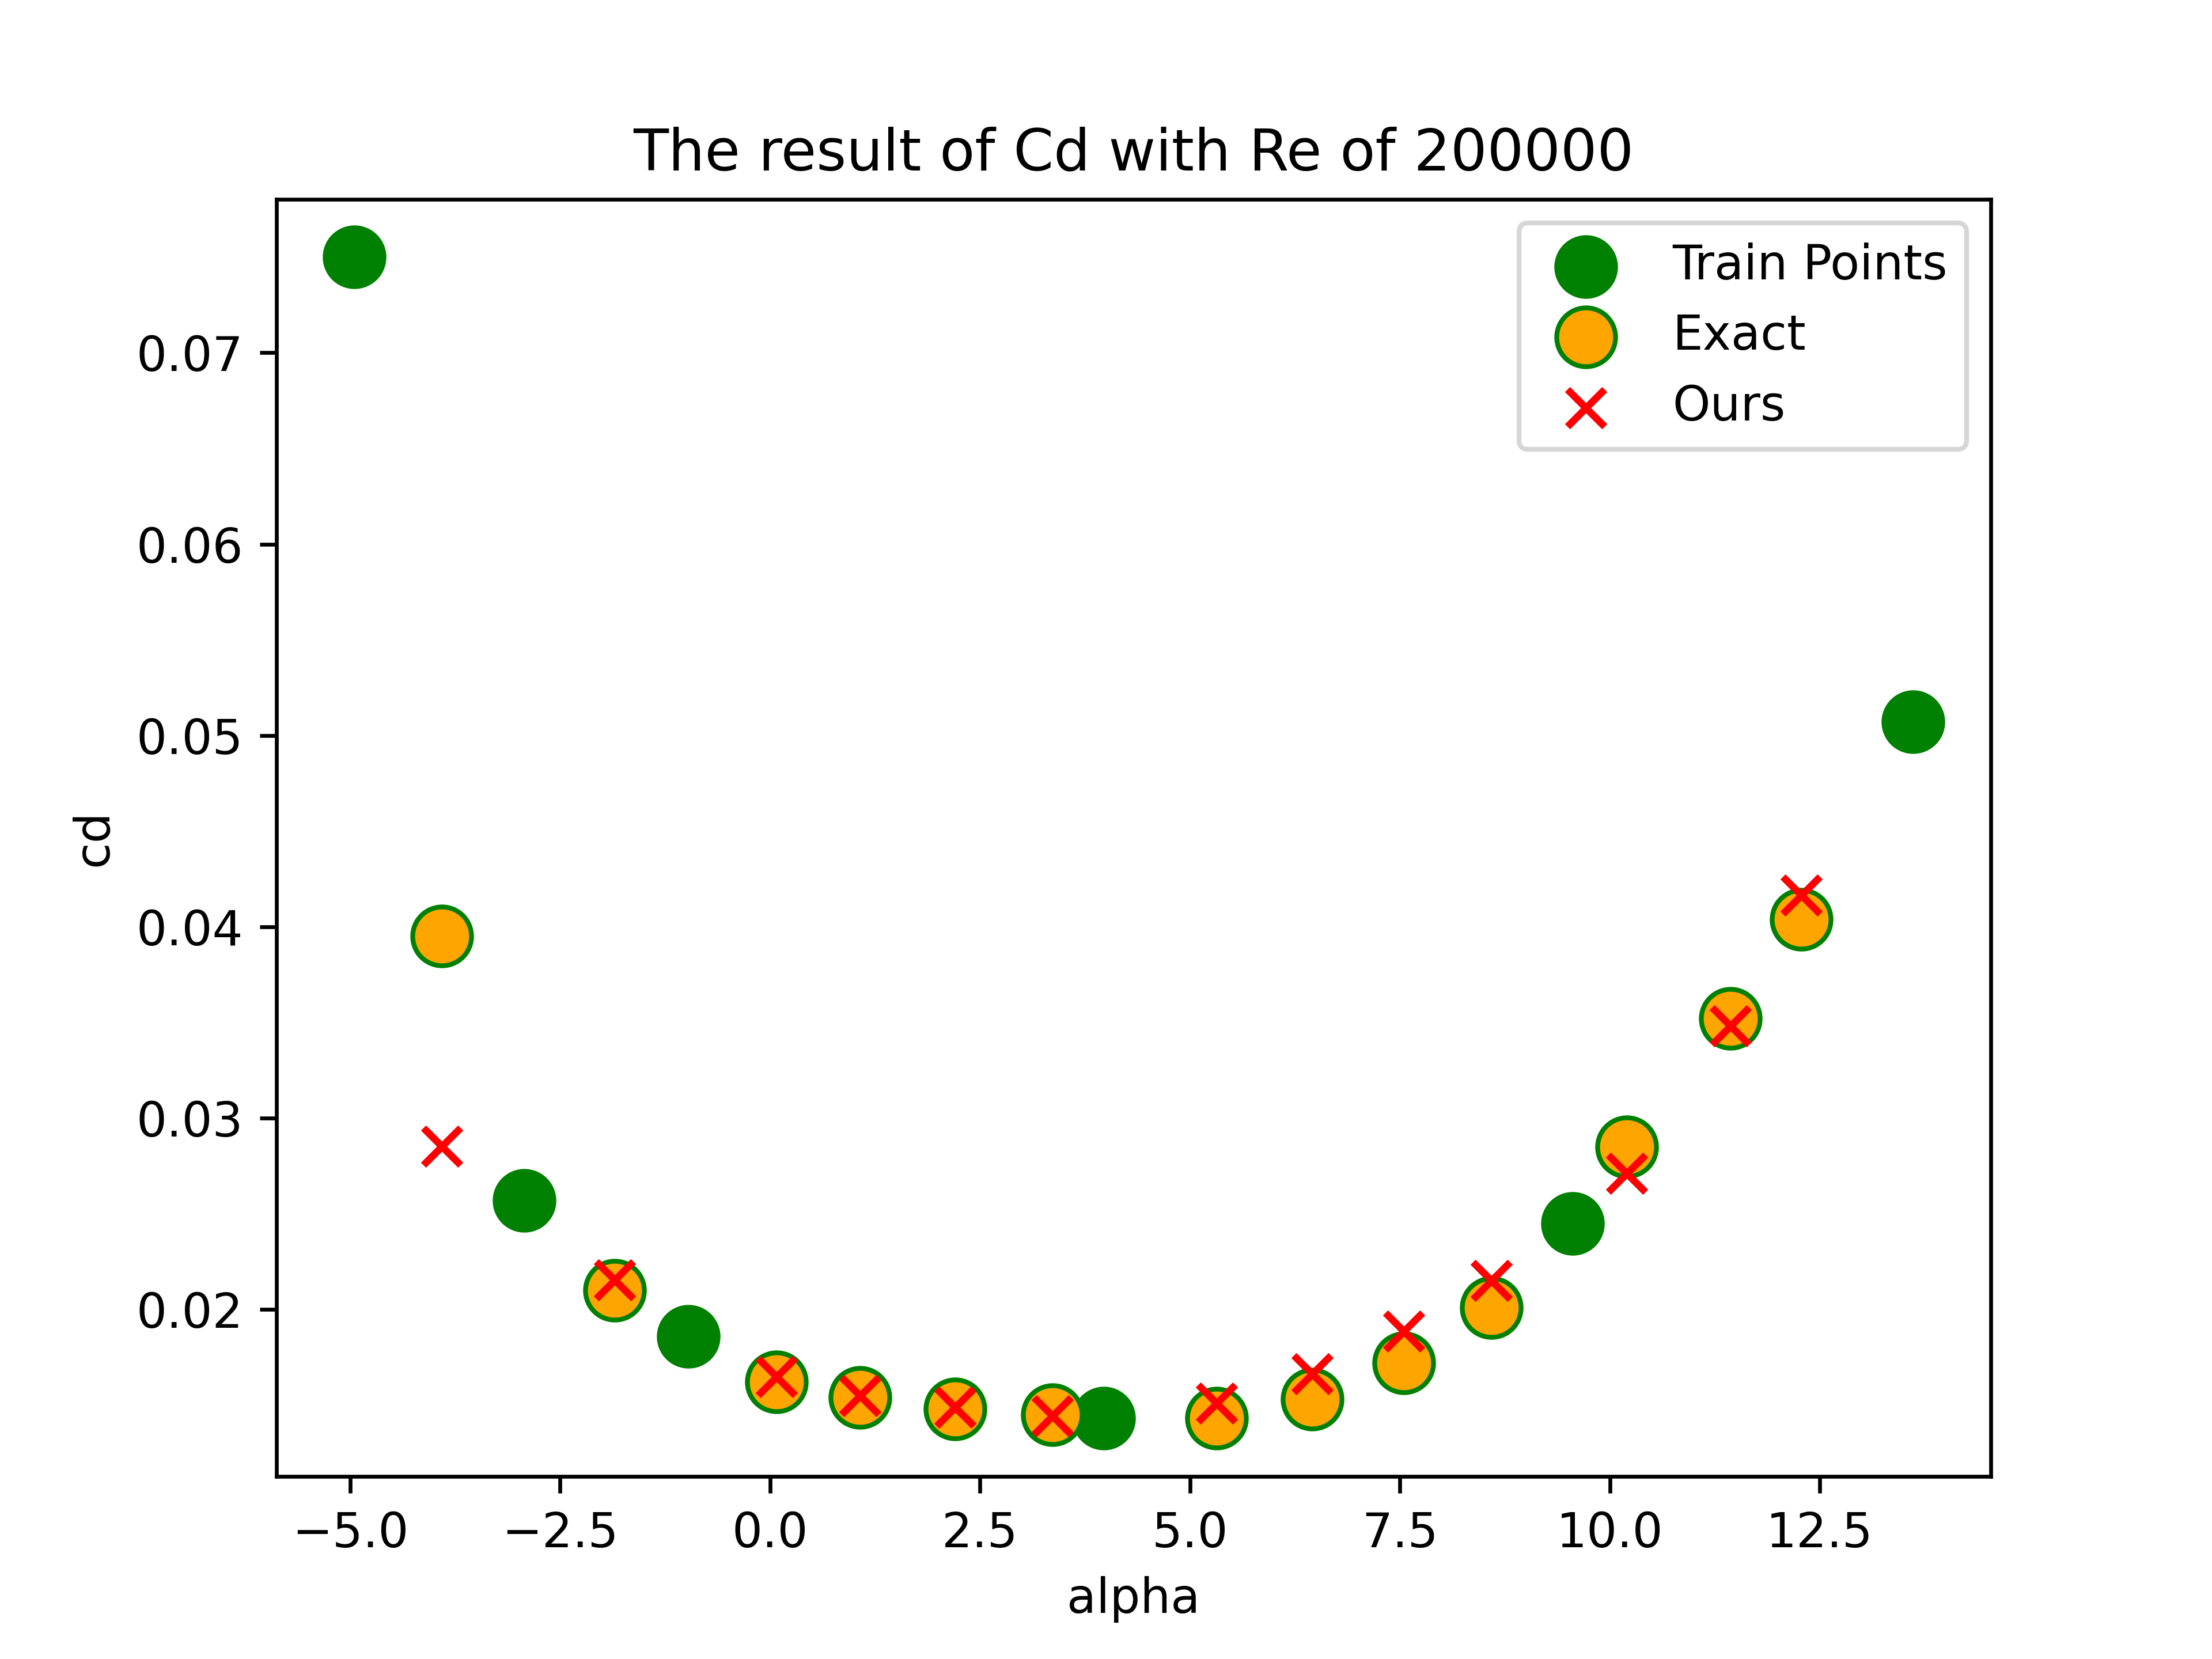 The result of Cd with Re of 200000
Train Points
Exact
Ours
0.07
0.06
0.05
0.04
0.03
0.02
cd
−5.0 −2.5 0.0 2.5 5.0 7.5 10.0 12.5
alpha